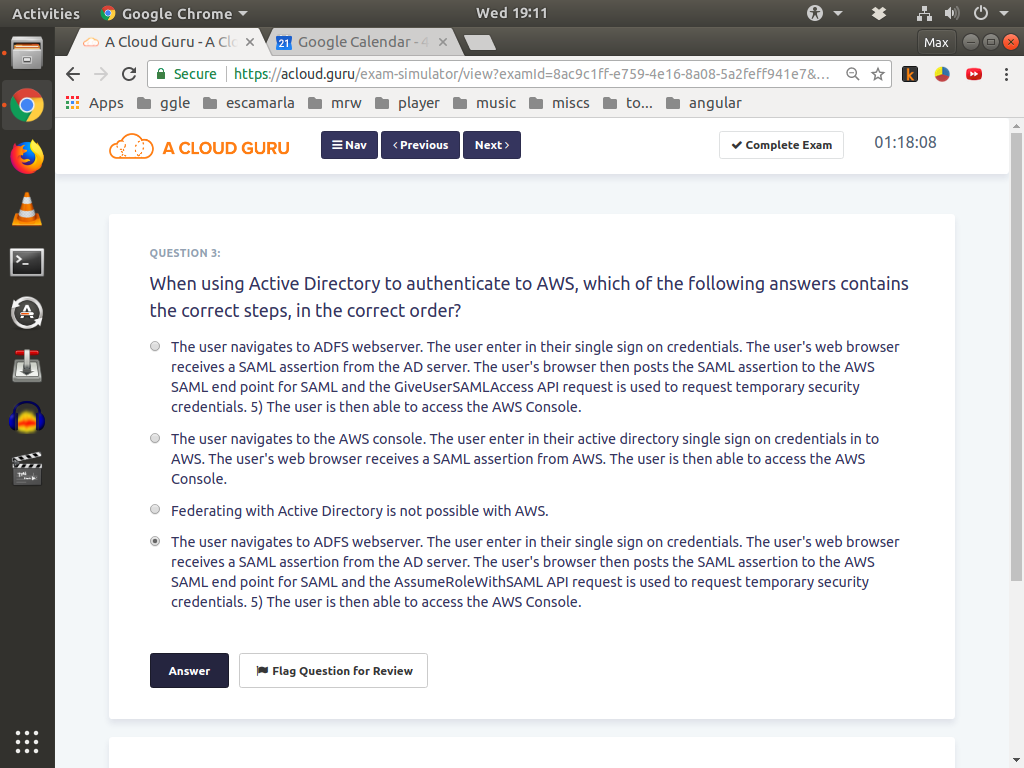 Activities
Google Chrome
Wed 19:11
A Cloud Guru - A Clo
21 Google Calendar - 4
Max
Secure https://acloud.guru/exam-simulator/view?examId=8ac9c1ff-e759-4e16-8a08-5a2feff941e7&...
Apps ggle escamarla mrw player music miscs to... angular
A CLOUD GURU
Nav
Previous
Next
Complete Exam
01:18:08
QUESTION 3:
When using Active Directory to authenticate to AWS, which of the following answers contains
the correct steps, in the correct order?
The user navigates to ADFS webserver. The user enter in their single sign on credentials. The user's web browser
receives a SAML assertion from the AD server. The user's browser then posts the SAML assertion to the AWS
SAML end point for SAML and the GiveUserSAMLAccess API request is used to request temporary security
credentials. 5) The user is then able to access the AWS Console.
The user navigates to the AWS console. The user enter in their active directory single sign on credentials in to
AWS. The user's web browser receives a SAML assertion from AWS. The user is then able to access the AWS
Console.
Federating with Active Directory is not possible with AWS.
The user navigates to ADFS webserver. The user enter in their single sign on credentials. The user's web browser
receives a SAML assertion from the AD server. The user's browser then posts the SAML assertion to the AWS
SAML end point for SAML and the AssumeRoleWithSAML API request is used to request temporary security
credentials. 5) The user is then able to access the AWS Console.
Answer
Flag Question for Review